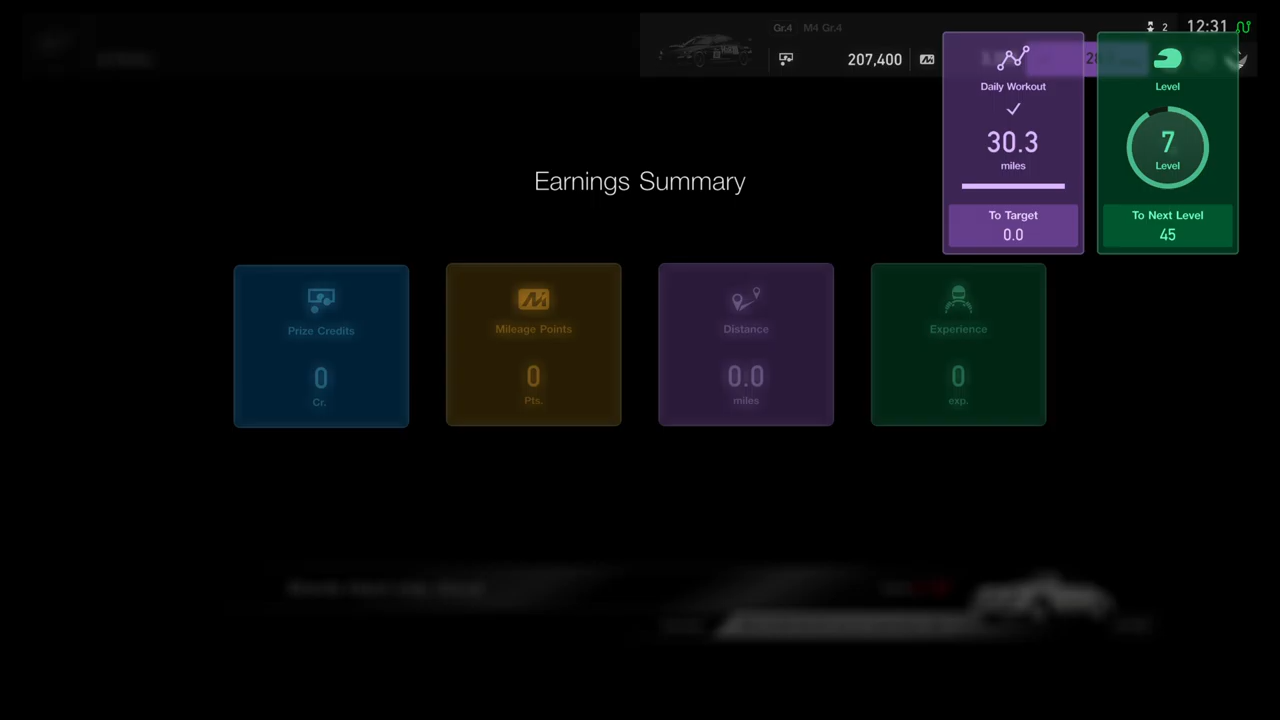 Gr.4 M4 Gr.4
2 12:31
207,400
Daily Workout
30.3
miles
To Target
0.0
Level
7
Level
To Next Level
45
Earnings Summary
Prize Credits
0
Cr.
Mileage Points
0
Pts.
Distance
0.0
miles
Experience
0
exp.